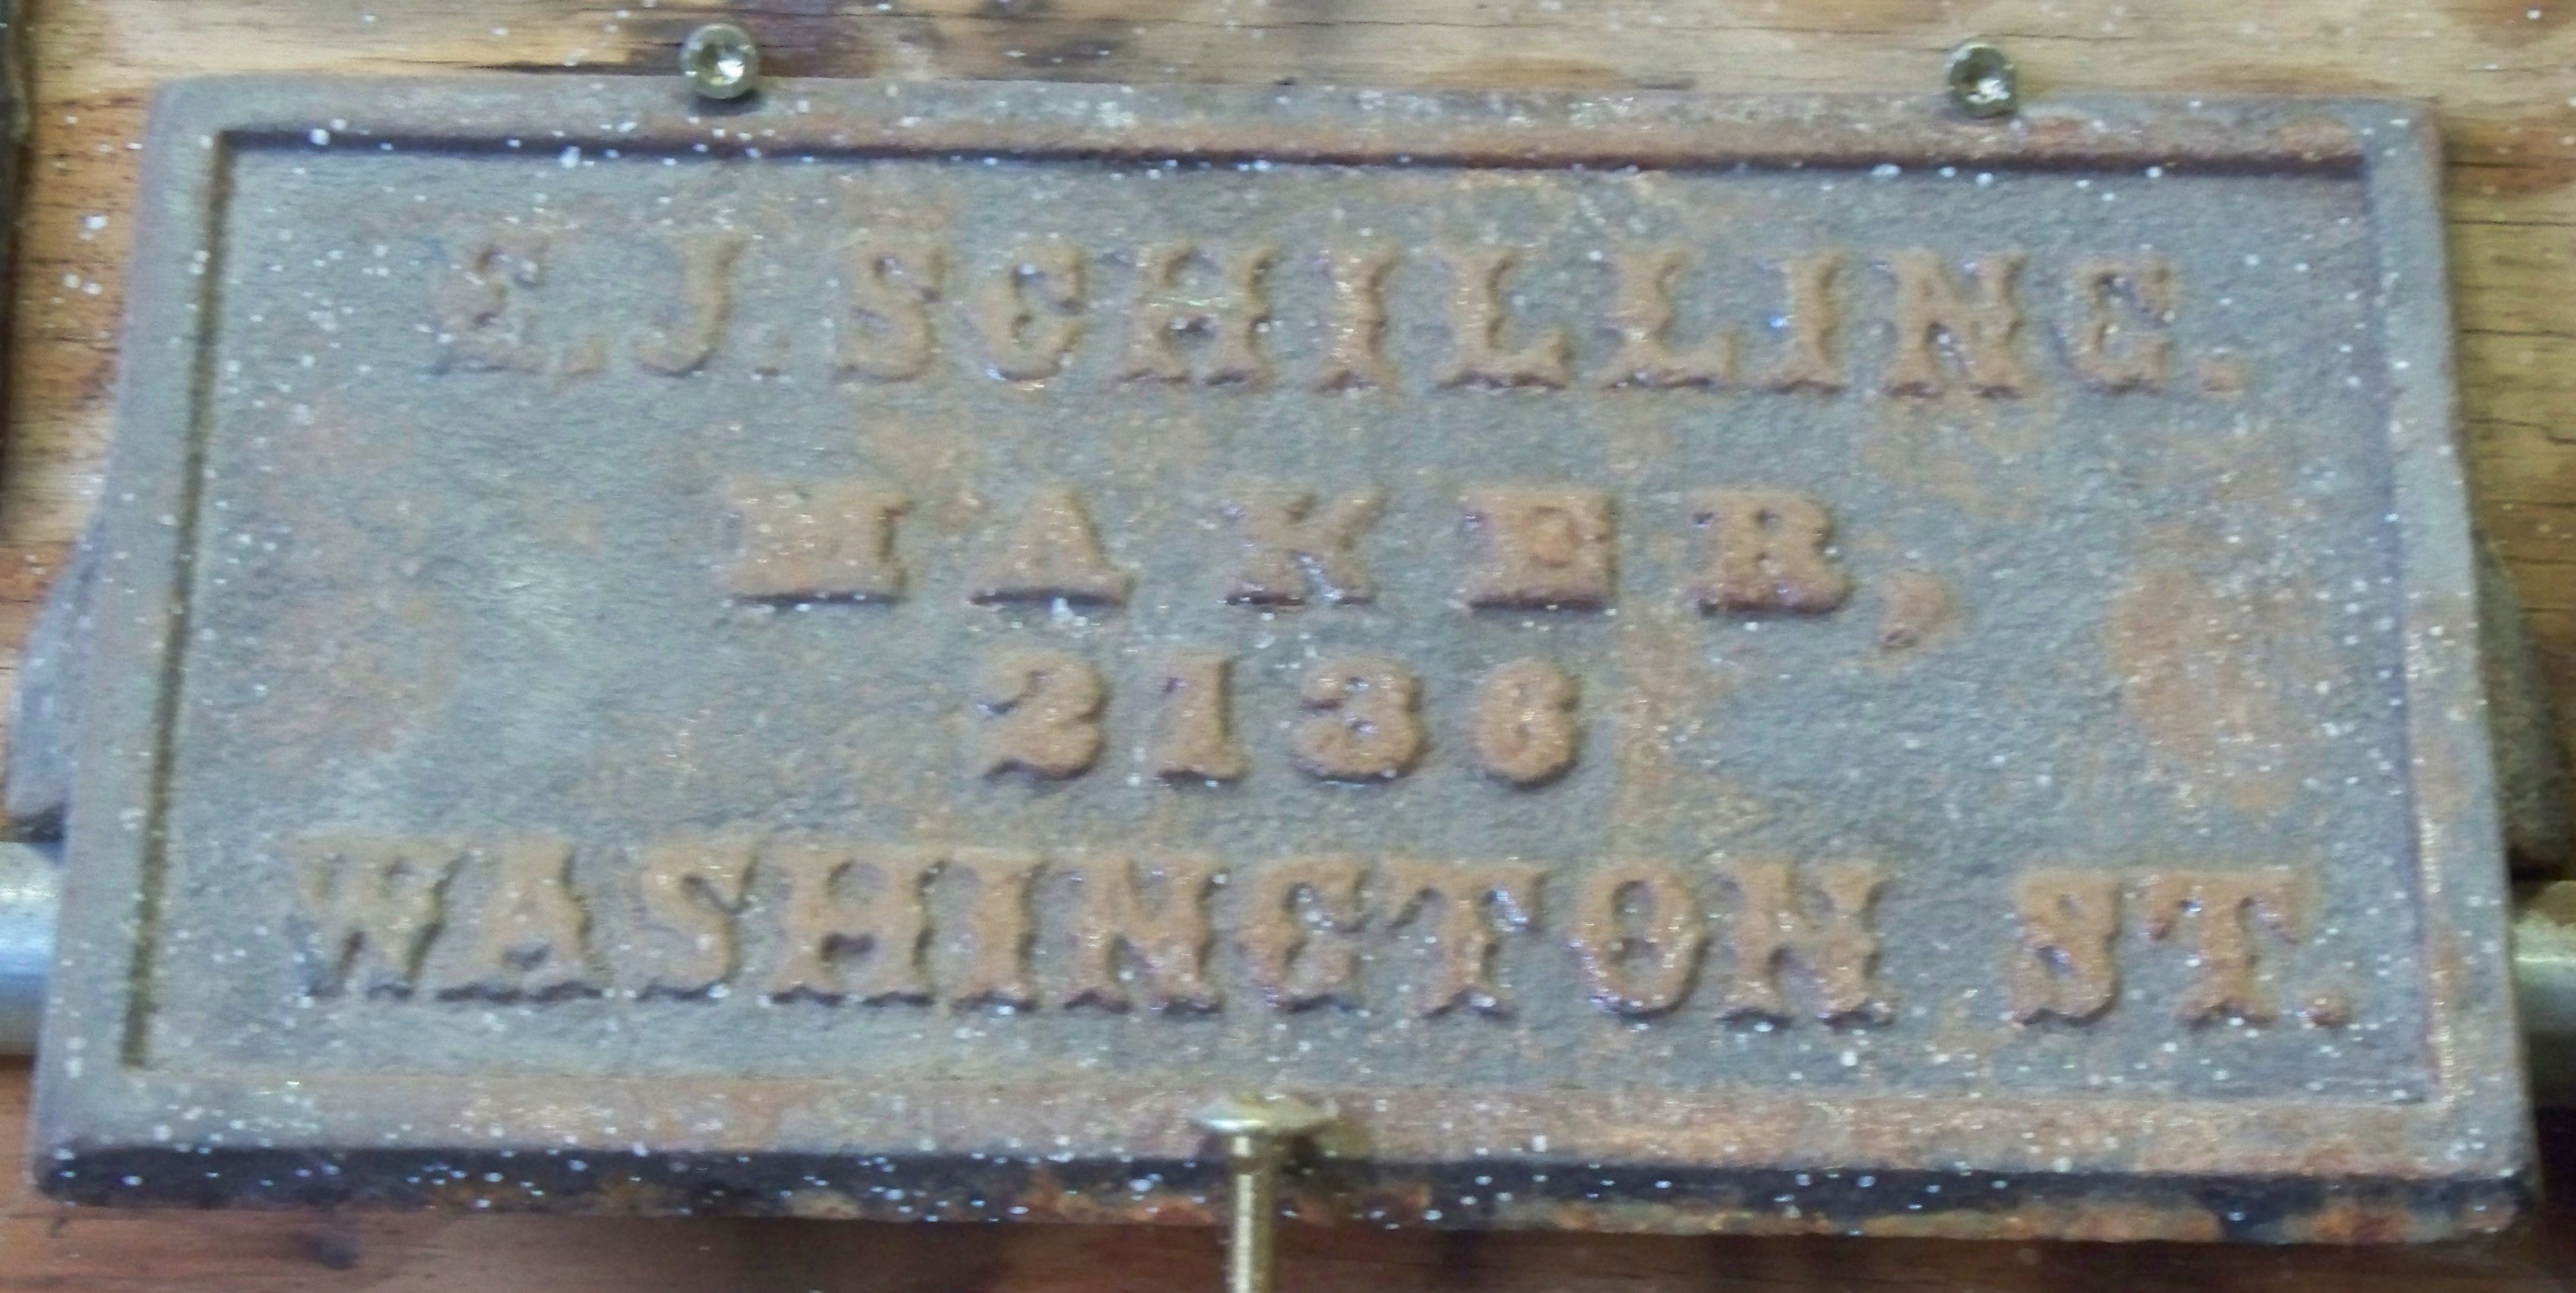 E.J. SCHILLING.
MAKER,
2136
WASHINGTON ST.